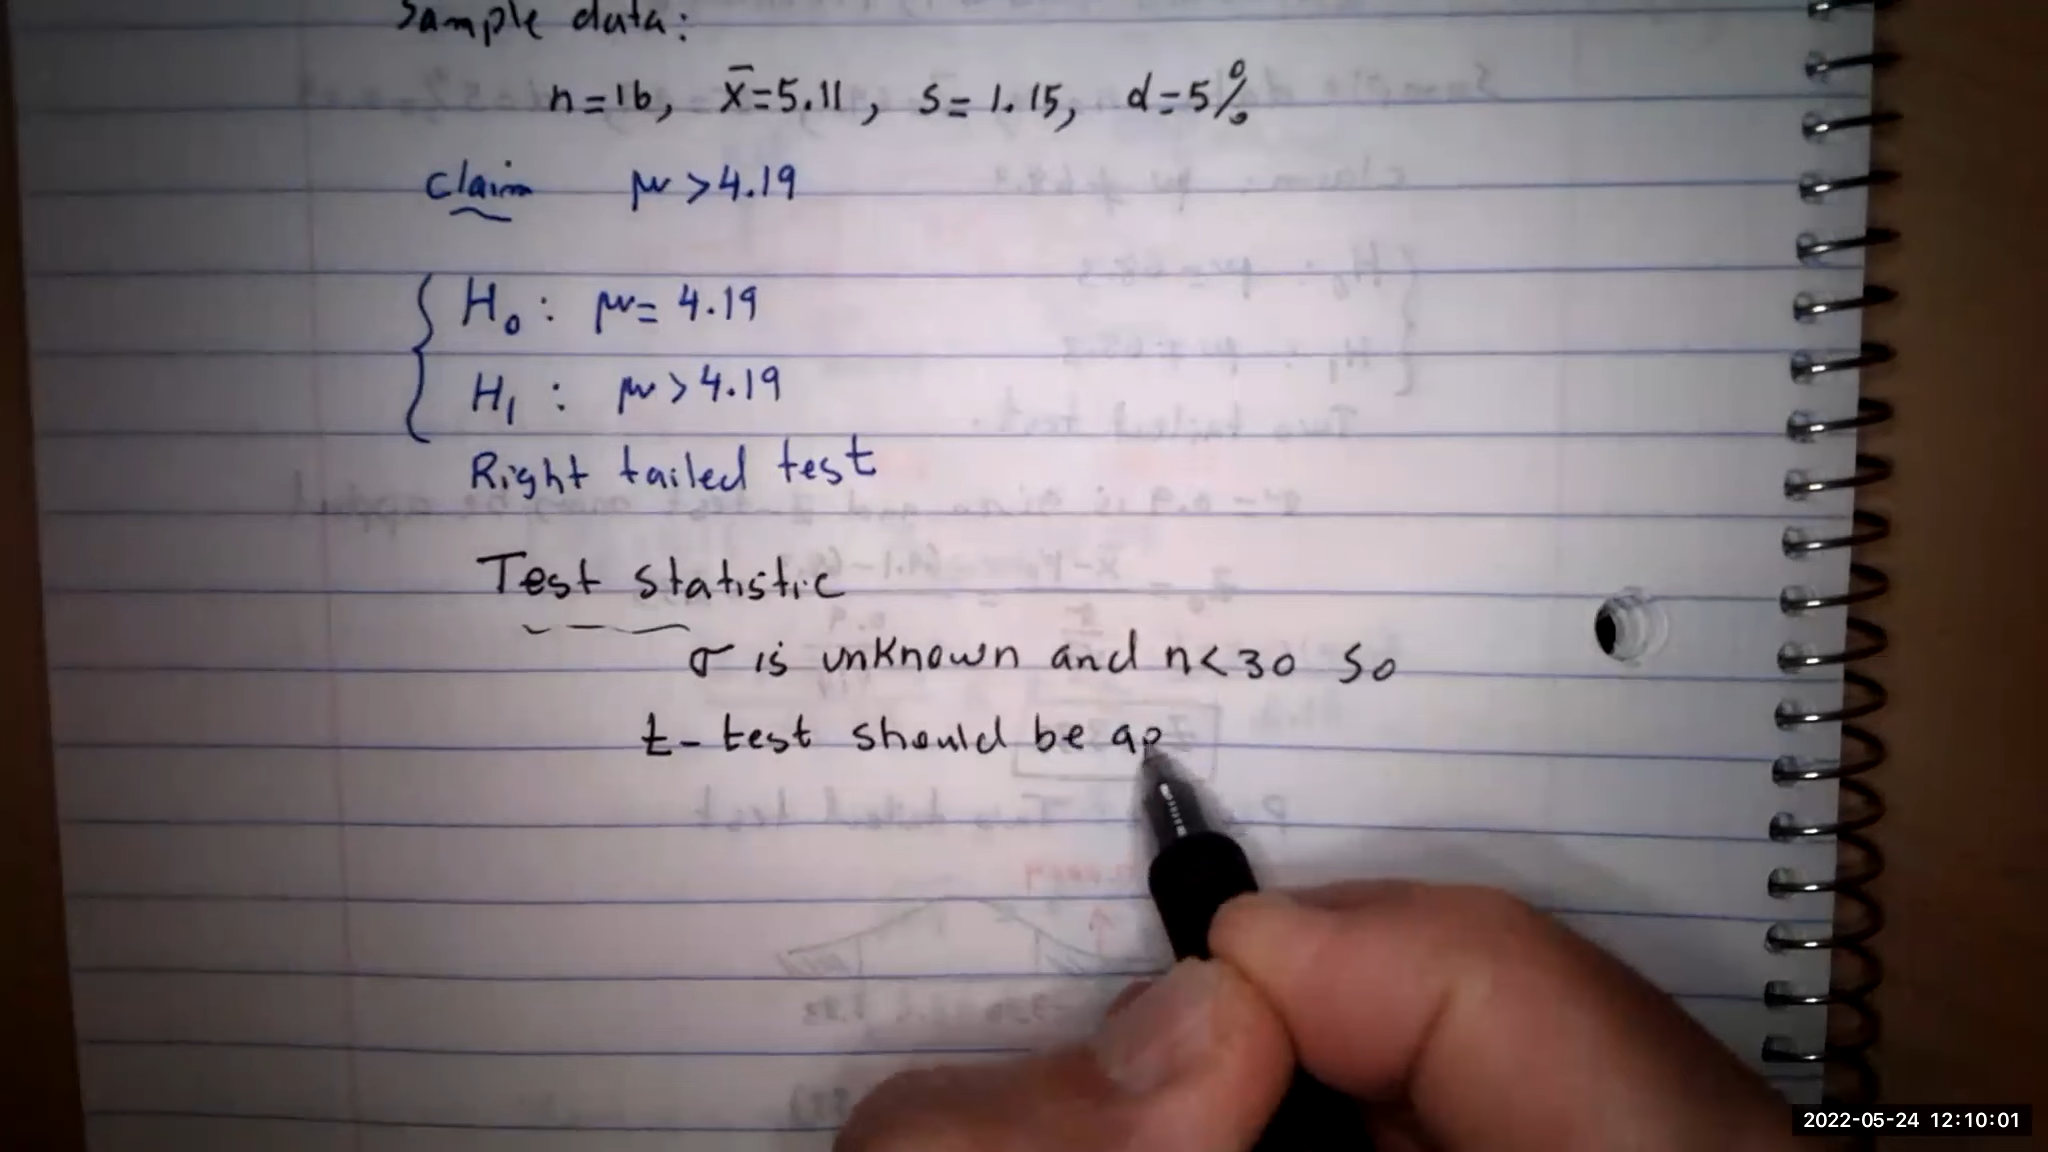 Sample data:
n=16, x̄=5.11, s=1.15, d=5%
claim μ>4.19
H₀: μ=4.19
H₁: μ>4.19
Right tailed test
Test statistic
σ is unknown and n<30 so
t-test should be ap
2022-05-24 12:10:01